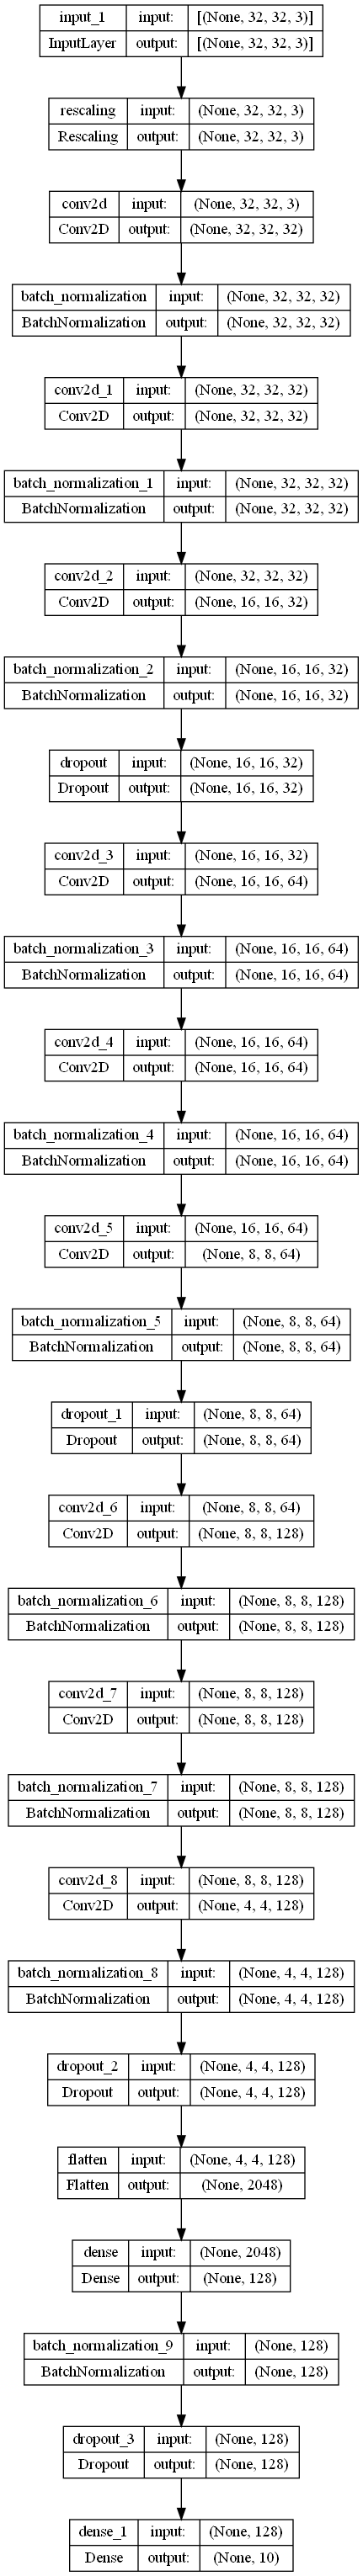 input_1 input: [(None, 32, 32, 3)]
InputLayer output: [(None, 32, 32, 3)]
rescaling input: (None, 32, 32, 3)
Rescaling output: (None, 32, 32, 3)
conv2d input: (None, 32, 32, 3)
Conv2D output: (None, 32, 32, 32)
batch_normalization input: (None, 32, 32, 32)
BatchNormalization output: (None, 32, 32, 32)
conv2d_1 input: (None, 32, 32, 32)
Conv2D output: (None, 32, 32, 32)
batch_normalization_1 input: (None, 32, 32, 32)
BatchNormalization output: (None, 32, 32, 32)
conv2d_2 input: (None, 32, 32, 32)
Conv2D output: (None, 16, 16, 32)
batch_normalization_2 input: (None, 16, 16, 32)
BatchNormalization output: (None, 16, 16, 32)
dropout input: (None, 16, 16, 32)
Dropout output: (None, 16, 16, 32)
conv2d_3 input: (None, 16, 16, 32)
Conv2D output: (None, 16, 16, 64)
batch_normalization_3 input: (None, 16, 16, 64)
BatchNormalization output: (None, 16, 16, 64)
conv2d_4 input: (None, 16, 16, 64)
Conv2D output: (None, 16, 16, 64)
batch_normalization_4 input: (None, 16, 16, 64)
BatchNormalization output: (None, 16, 16, 64)
conv2d_5 input: (None, 16, 16, 64)
Conv2D output: (None, 8, 8, 64)
batch_normalization_5 input: (None, 8, 8, 64)
BatchNormalization output: (None, 8, 8, 64)
dropout_1 input: (None, 8, 8, 64)
Dropout output: (None, 8, 8, 64)
conv2d_6 input: (None, 8, 8, 64)
Conv2D output: (None, 8, 8, 128)
batch_normalization_6 input: (None, 8, 8, 128)
BatchNormalization output: (None, 8, 8, 128)
conv2d_7 input: (None, 8, 8, 128)
Conv2D output: (None, 8, 8, 128)
batch_normalization_7 input: (None, 8, 8, 128)
BatchNormalization output: (None, 8, 8, 128)
conv2d_8 input: (None, 8, 8, 128)
Conv2D output: (None, 4, 4, 128)
batch_normalization_8 input: (None, 4, 4, 128)
BatchNormalization output: (None, 4, 4, 128)
dropout_2 input: (None, 4, 4, 128)
Dropout output: (None, 4, 4, 128)
flatten input: (None, 4, 4, 128)
Flatten output: (None, 2048)
dense input: (None, 2048)
Dense output: (None, 128)
batch_normalization_9 input: (None, 128)
BatchNormalization output: (None, 128)
dropout_3 input: (None, 128)
Dropout output: (None, 128)
dense_1 input: (None, 128)
Dense output: (None, 10)